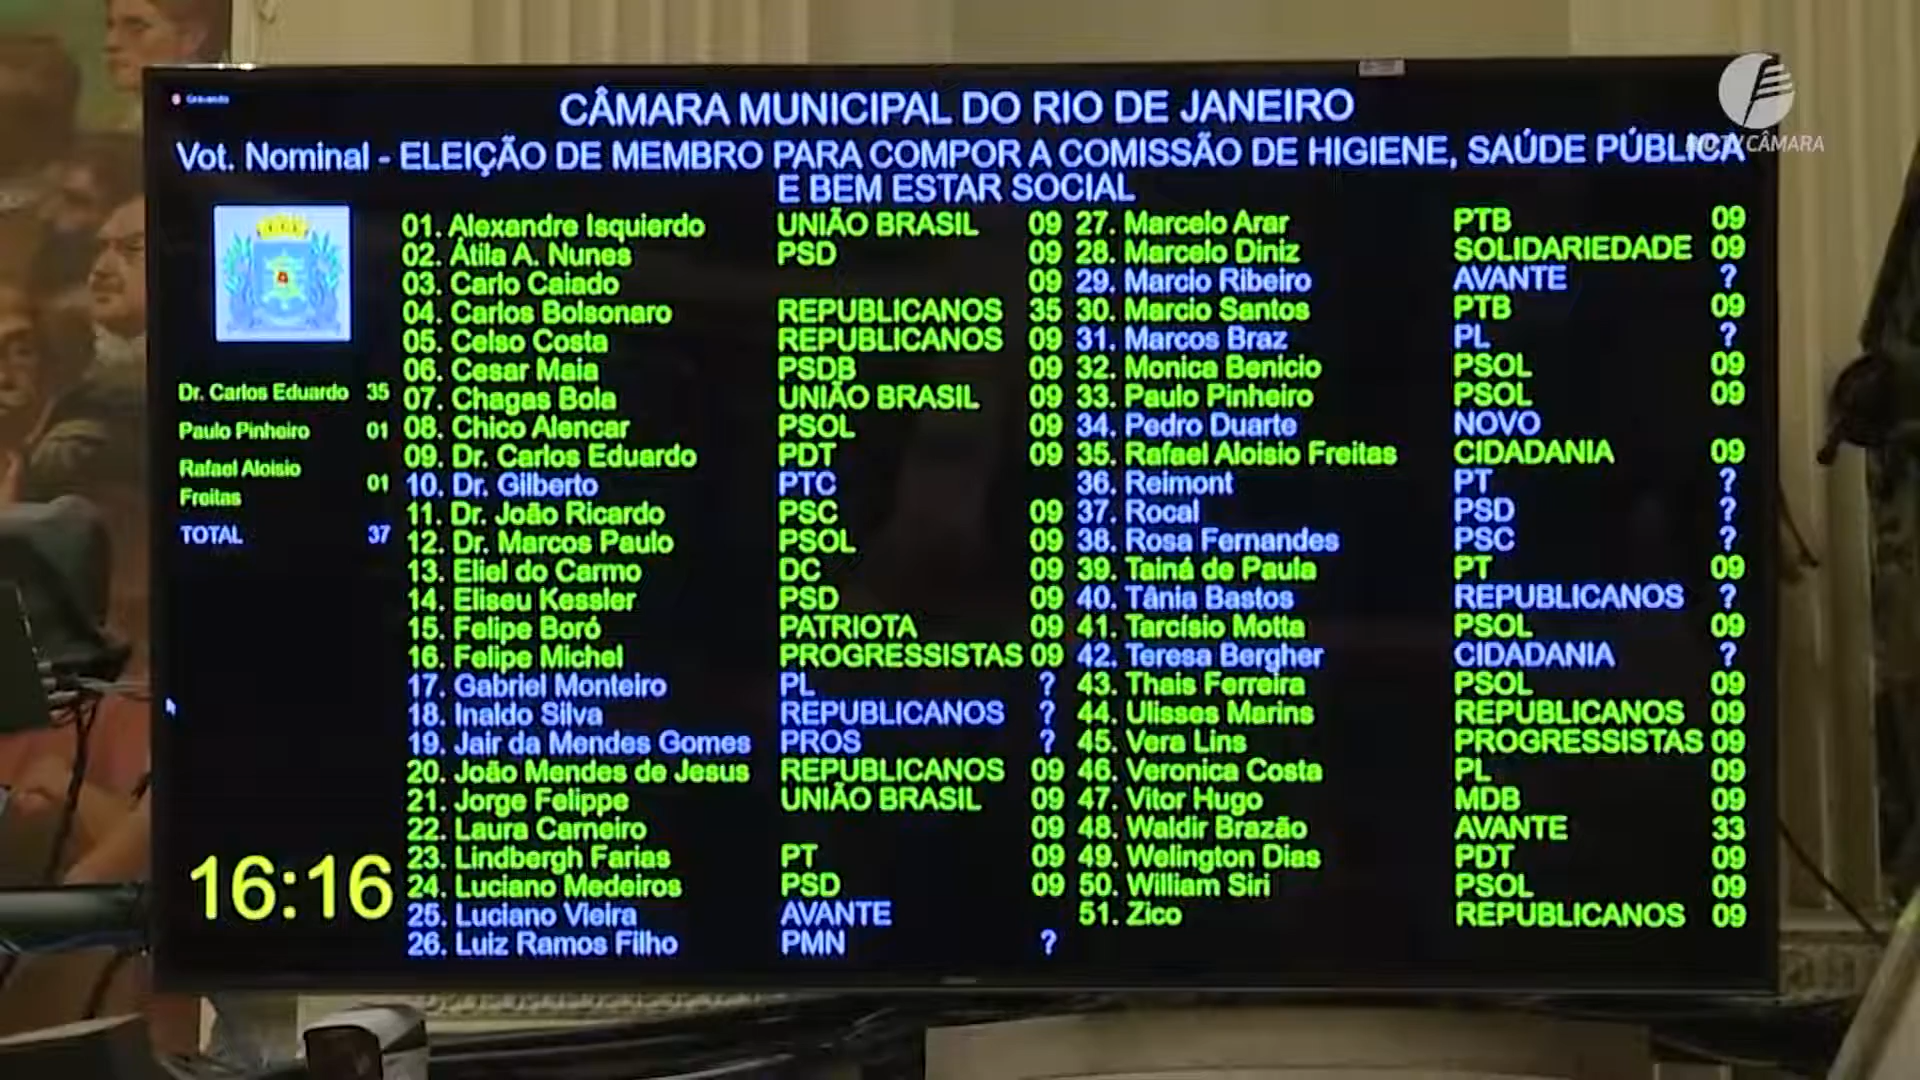 Gravando
CÂMARA MUNICIPAL DO RIO DE JANEIRO
Vot. Nominal - ELEIÇÃO DE MEMBRO PARA COMPOR A COMISSÃO DE HIGIENE, SAÚDE PÚBLICA
E BEM ESTAR SOCIAL
CÂMARA
Dr. Carlos Eduardo 35
Paulo Pinheiro 01
Rafael Aloisio
Freitas 01
TOTAL 37
16:16
01. Alexandre Isquierdo UNIÃO BRASIL 09
02. Átila A. Nunes PSD 09
03. Carlo Caiado 09
04. Carlos Bolsonaro REPUBLICANOS 35
05. Celso Costa REPUBLICANOS 09
06. Cesar Maia PSDB 09
07. Chagas Bola UNIÃO BRASIL 09
08. Chico Alencar PSOL 09
09. Dr. Carlos Eduardo PDT 09
10. Dr. Gilberto PTC
11. Dr. João Ricardo PSC 09
12. Dr. Marcos Paulo PSOL 09
13. Eliel do Carmo DC 09
14. Eliseu Kessler PSD 09
15. Felipe Boró PATRIOTA 09
16. Felipe Michel PROGRESSISTAS 09
17. Gabriel Monteiro PL ?
18. Inaldo Silva REPUBLICANOS ?
19. Jair da Mendes Gomes PROS ?
20. João Mendes de Jesus REPUBLICANOS 09
21. Jorge Felippe UNIÃO BRASIL 09
22. Laura Carneiro 09
23. Lindbergh Farias PT 09
24. Luciano Medeiros PSD 09
25. Luciano Vieira AVANTE
26. Luiz Ramos Filho PMN ?
27. Marcelo Arar PTB 09
28. Marcelo Diniz SOLIDARIEDADE 09
29. Marcio Ribeiro AVANTE ?
30. Marcio Santos PTB 09
31. Marcos Braz PL ?
32. Monica Benicio PSOL 09
33. Paulo Pinheiro PSOL 09
34. Pedro Duarte NOVO
35. Rafael Aloisio Freitas CIDADANIA 09
36. Reimont PT ?
37. Rocal PSD ?
38. Rosa Fernandes PSC ?
39. Tainá de Paula PT 09
40. Tânia Bastos REPUBLICANOS ?
41. Tarcísio Motta PSOL 09
42. Teresa Bergher CIDADANIA ?
43. Thais Ferreira PSOL 09
44. Ulisses Marins REPUBLICANOS 09
45. Vera Lins PROGRESSISTAS 09
46. Veronica Costa PL 09
47. Vitor Hugo MDB 09
48. Waldir Brazão AVANTE 33
49. Welington Dias PDT 09
50. William Siri PSOL 09
51. Zico REPUBLICANOS 09